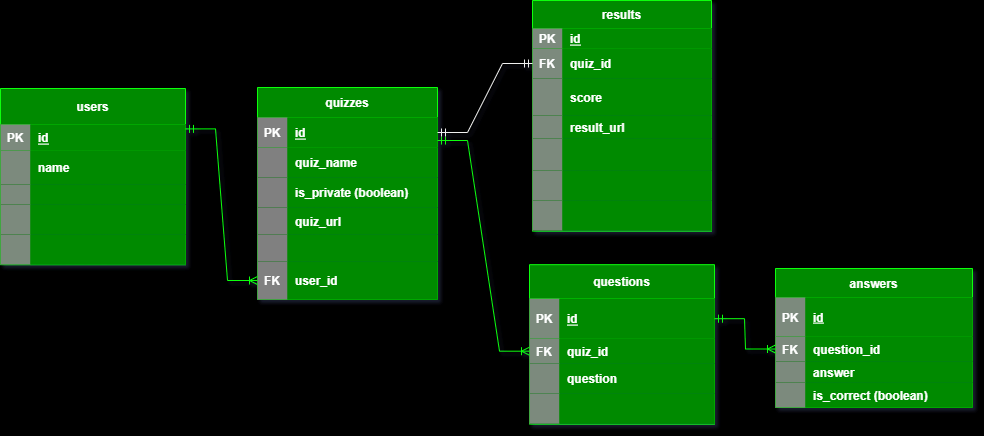 users
PK id
name
quizzes
PK id
quiz_name
is_private (boolean)
quiz_url
FK user_id
results
PK id
FK quiz_id
score
result_url
questions
PK id
FK quiz_id
question
answers
PK id
FK question_id
answer
is_correct (boolean)